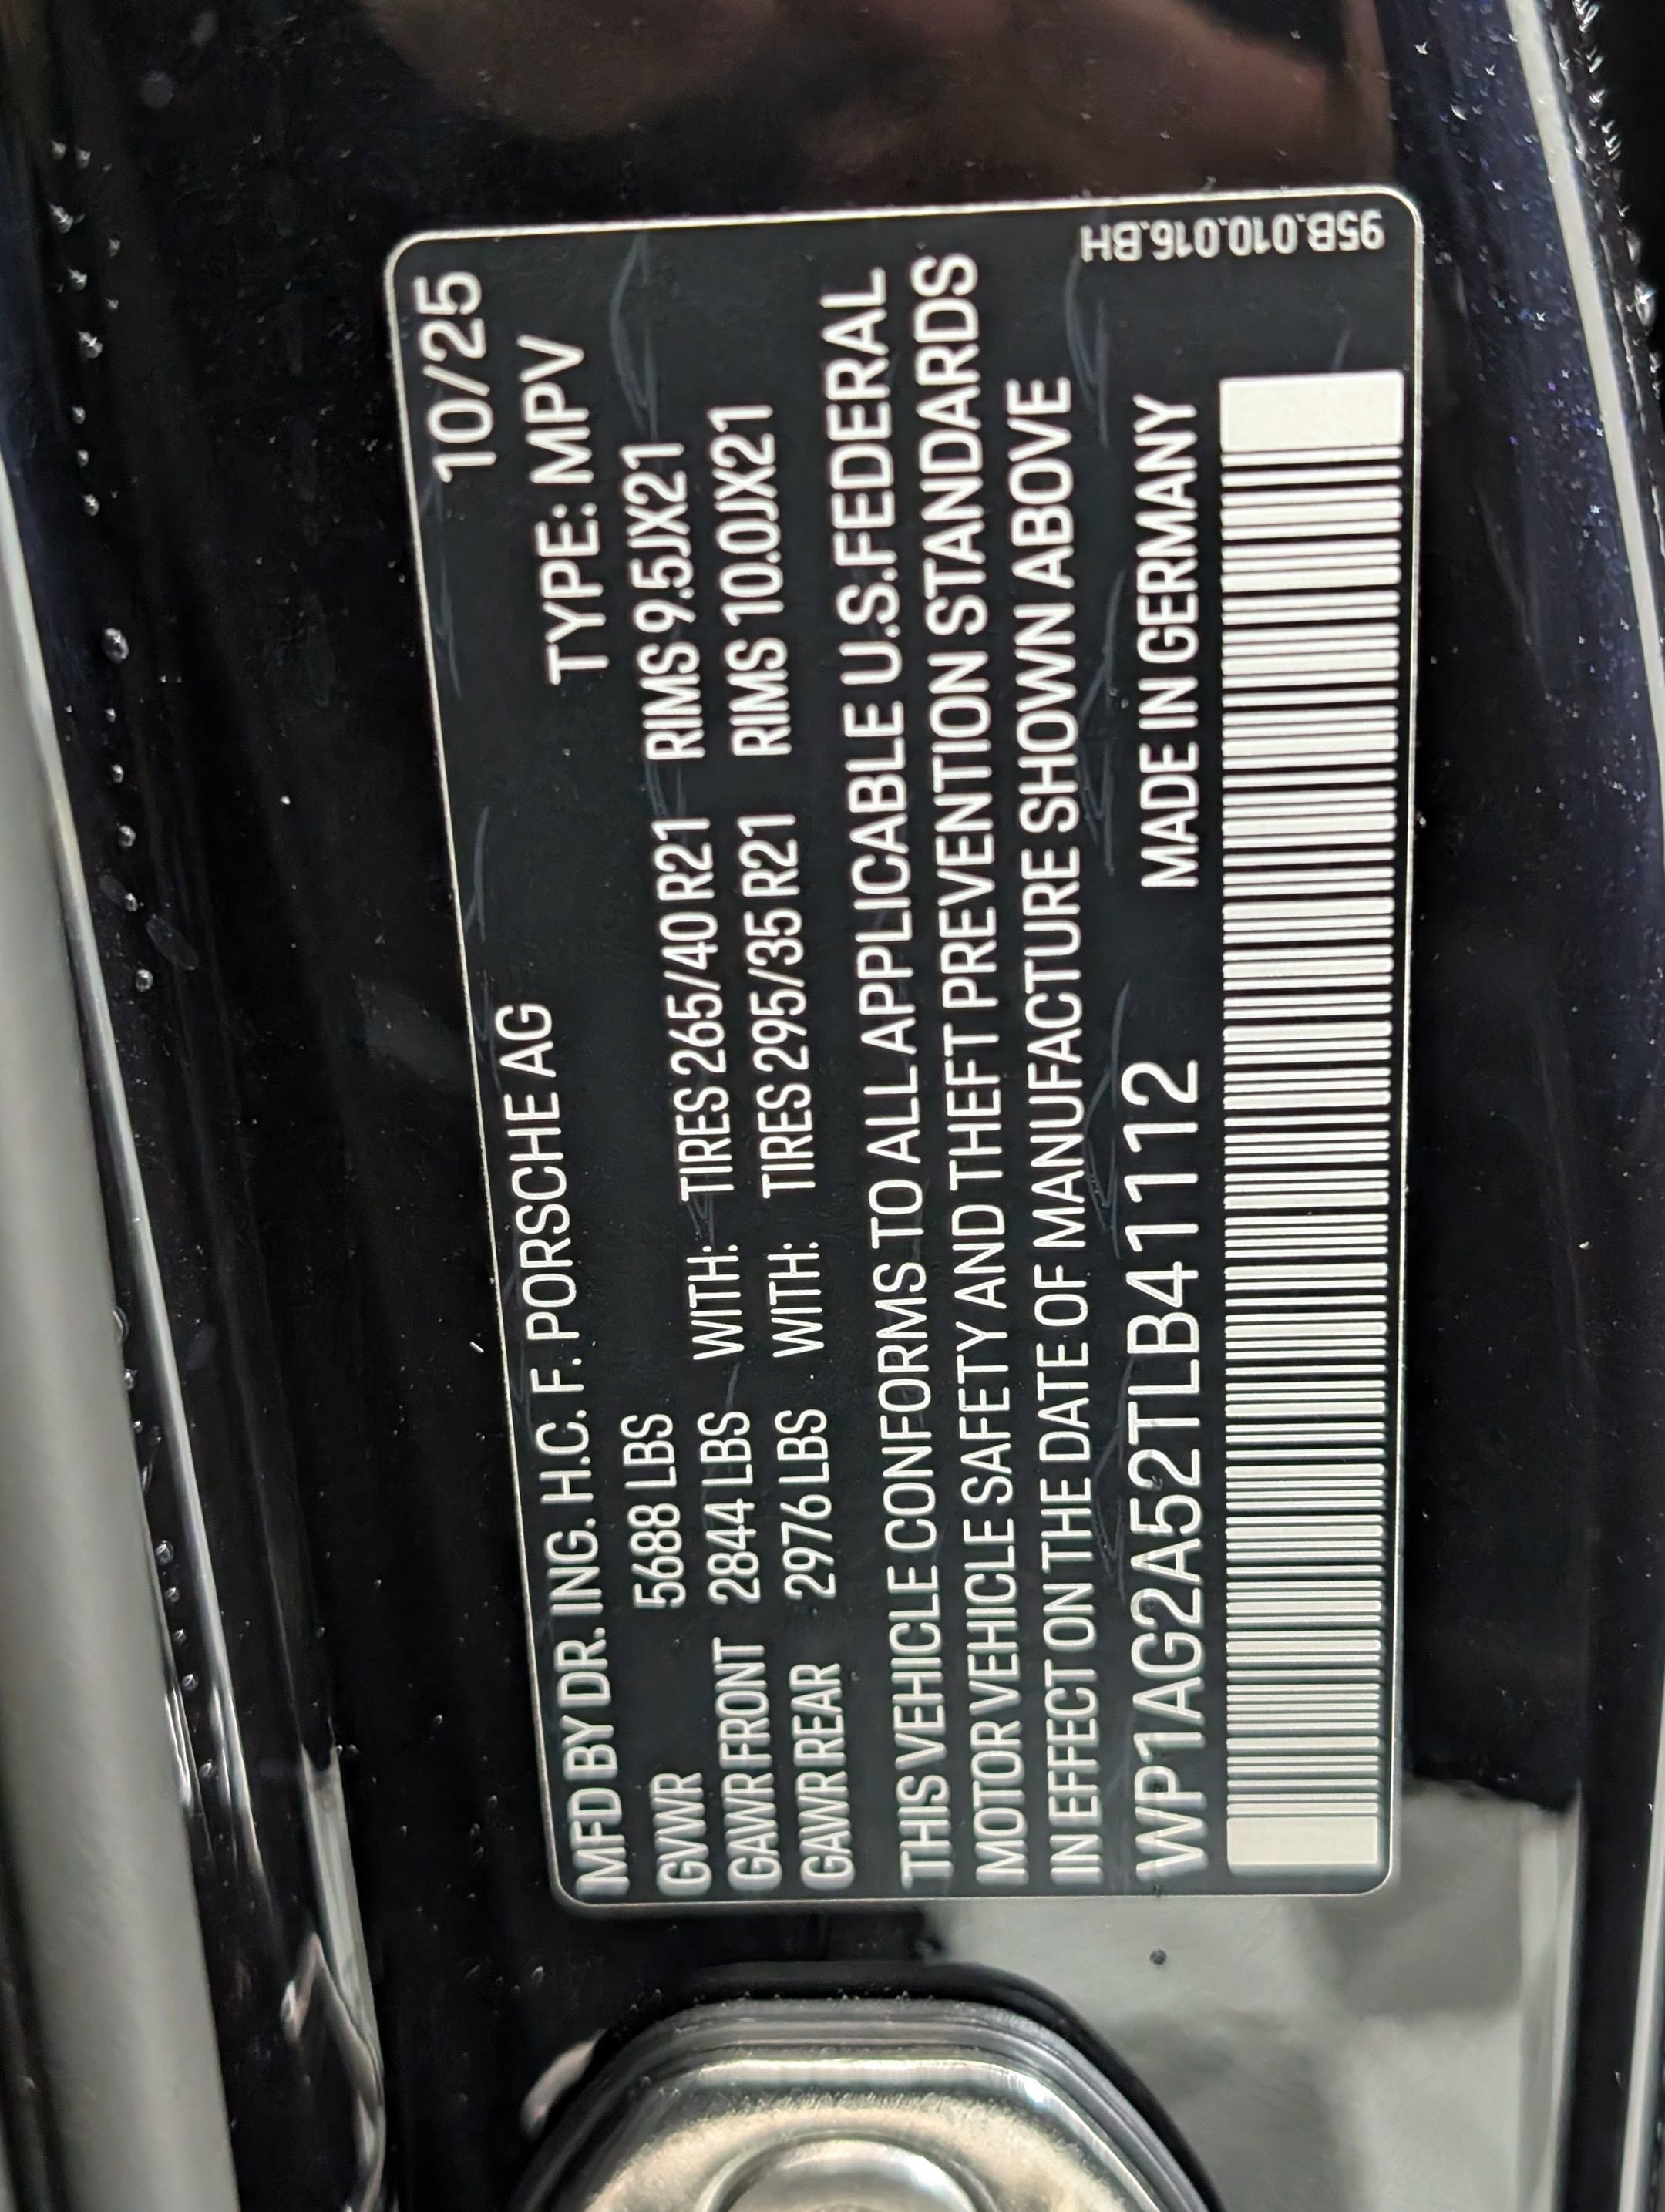 10/25
MFD BY DR. ING. H.C. F. PORSCHE AG TYPE: MPV
GVWR 5688 LBS
GAWR FRONT 2844 LBS WITH: TIRES 265/40 R21 RIMS 9.5JX21
GAWR REAR 2976 LBS WITH: TIRES 295/35 R21 RIMS 10.0JX21
THIS VEHICLE CONFORMS TO ALL APPLICABLE U.S.FEDERAL
MOTOR VEHICLE SAFETY AND THEFT PREVENTION STANDARDS
IN EFFECT ON THE DATE OF MANUFACTURE SHOWN ABOVE
WP1AG2A52TLB41112 MADE IN GERMANY
95B.010.016.BH